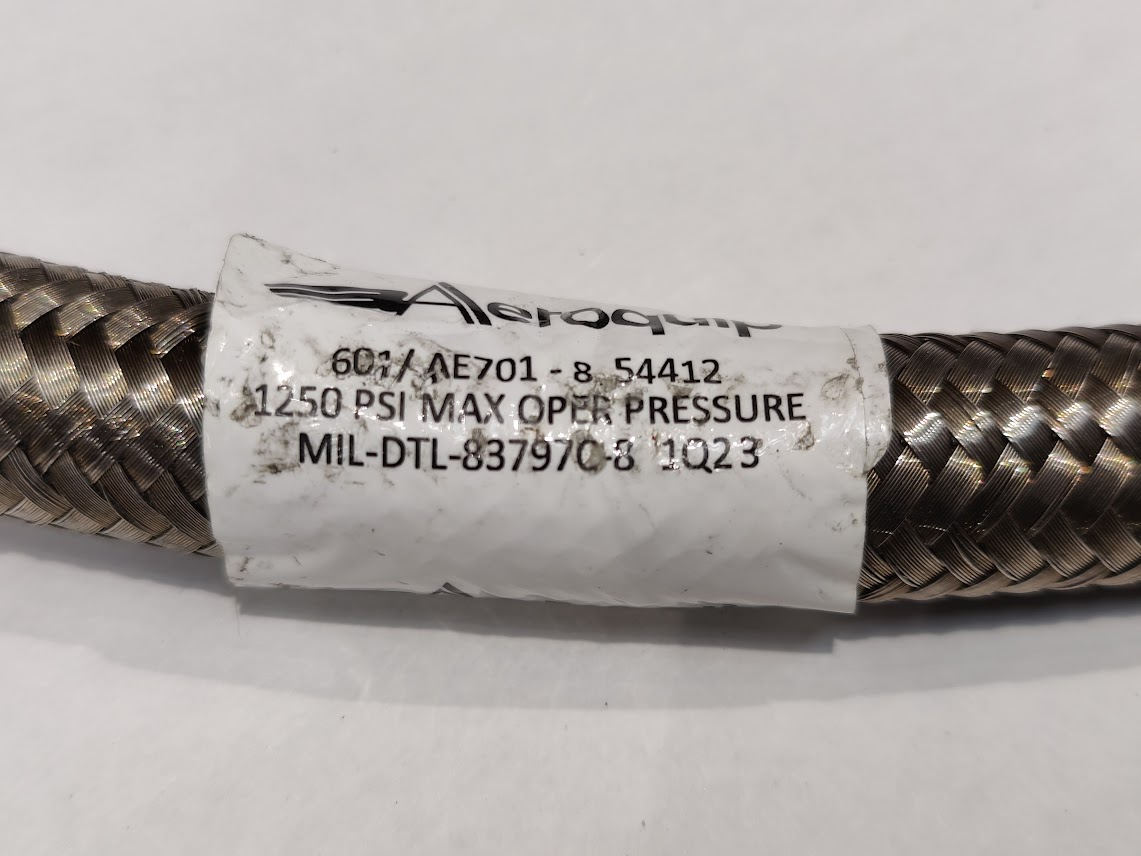 Aeroquip
601/ AE701 - 8 54412
1250 PSI MAX OPER PRESSURE
MIL-DTL-83797C-8 1Q23